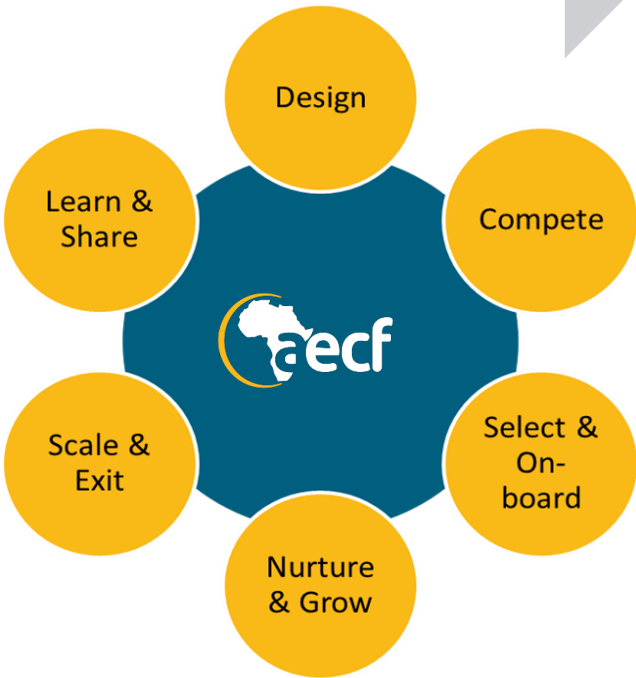 Design
Compete
Select &
On-
board
Nurture
& Grow
Scale &
Exit
Learn &
Share
aecf